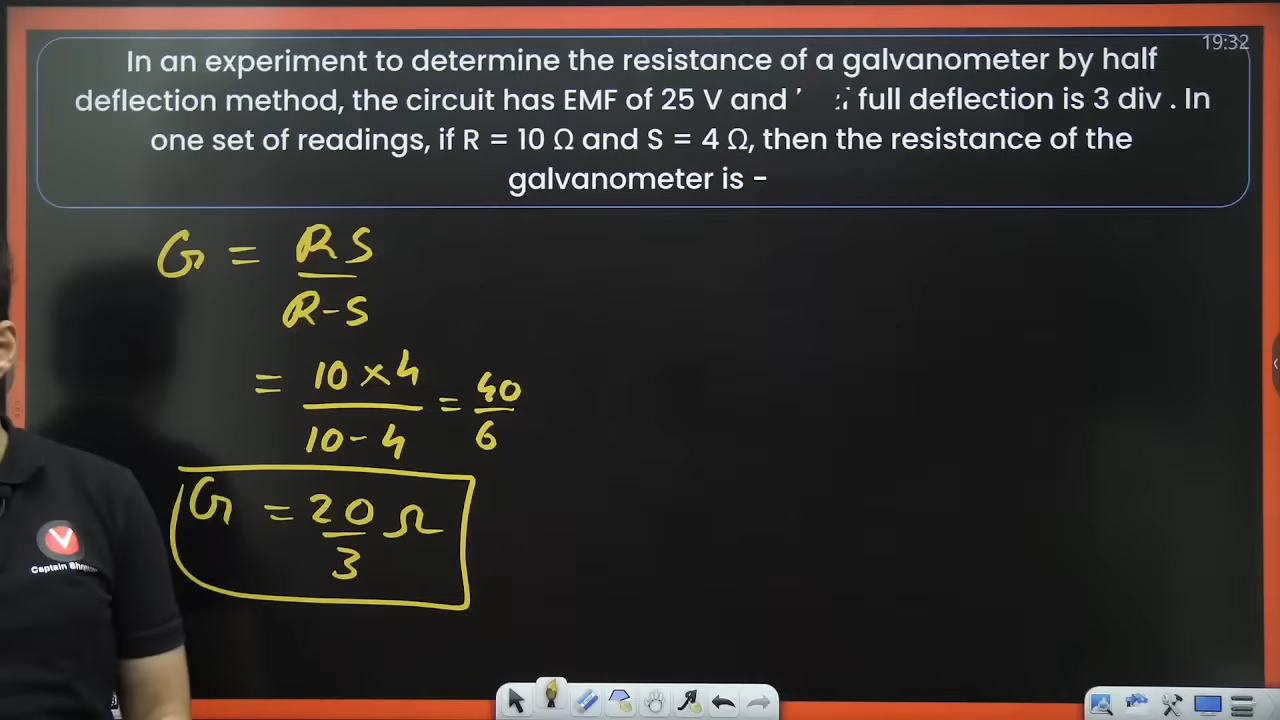 19:32
In an experiment to determine the resistance of a galvanometer by half
deflection method, the circuit has EMF of 25 V and full deflection is 3 div . In
one set of readings, if R = 10 Ω and S = 4 Ω, then the resistance of the
galvanometer is -
G = RS
R-S
= 10 × 4 = 40
10 - 4 6
G = 20 Ω
3
V
Captain